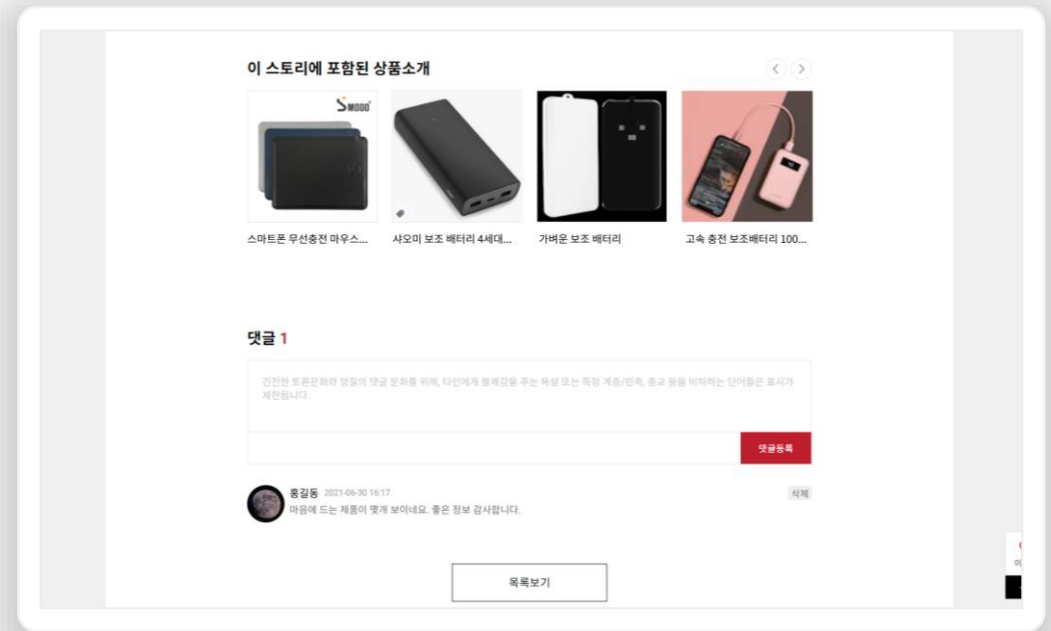 이 스토리에 포함된 상품소개
SMODO
스마트폰 무선충전 마우스...
샤오미 보조 배터리 4세대...
가벼운 보조 배터리
고속 충전 보조배터리 100...
댓글 1
건전한 토론문화와 양질의 댓글 문화를 위해, 타인에게 불쾌감을 주는 욕설 또는 특정 계층/민족, 종교 등을 비하하는 단어들은 표시가
제한됩니다.
댓글등록
홍길동 2021-06-30 16:17
삭제
마음에 드는 제품이 몇개 보이네요. 좋은 정보 감사합니다.
목록보기